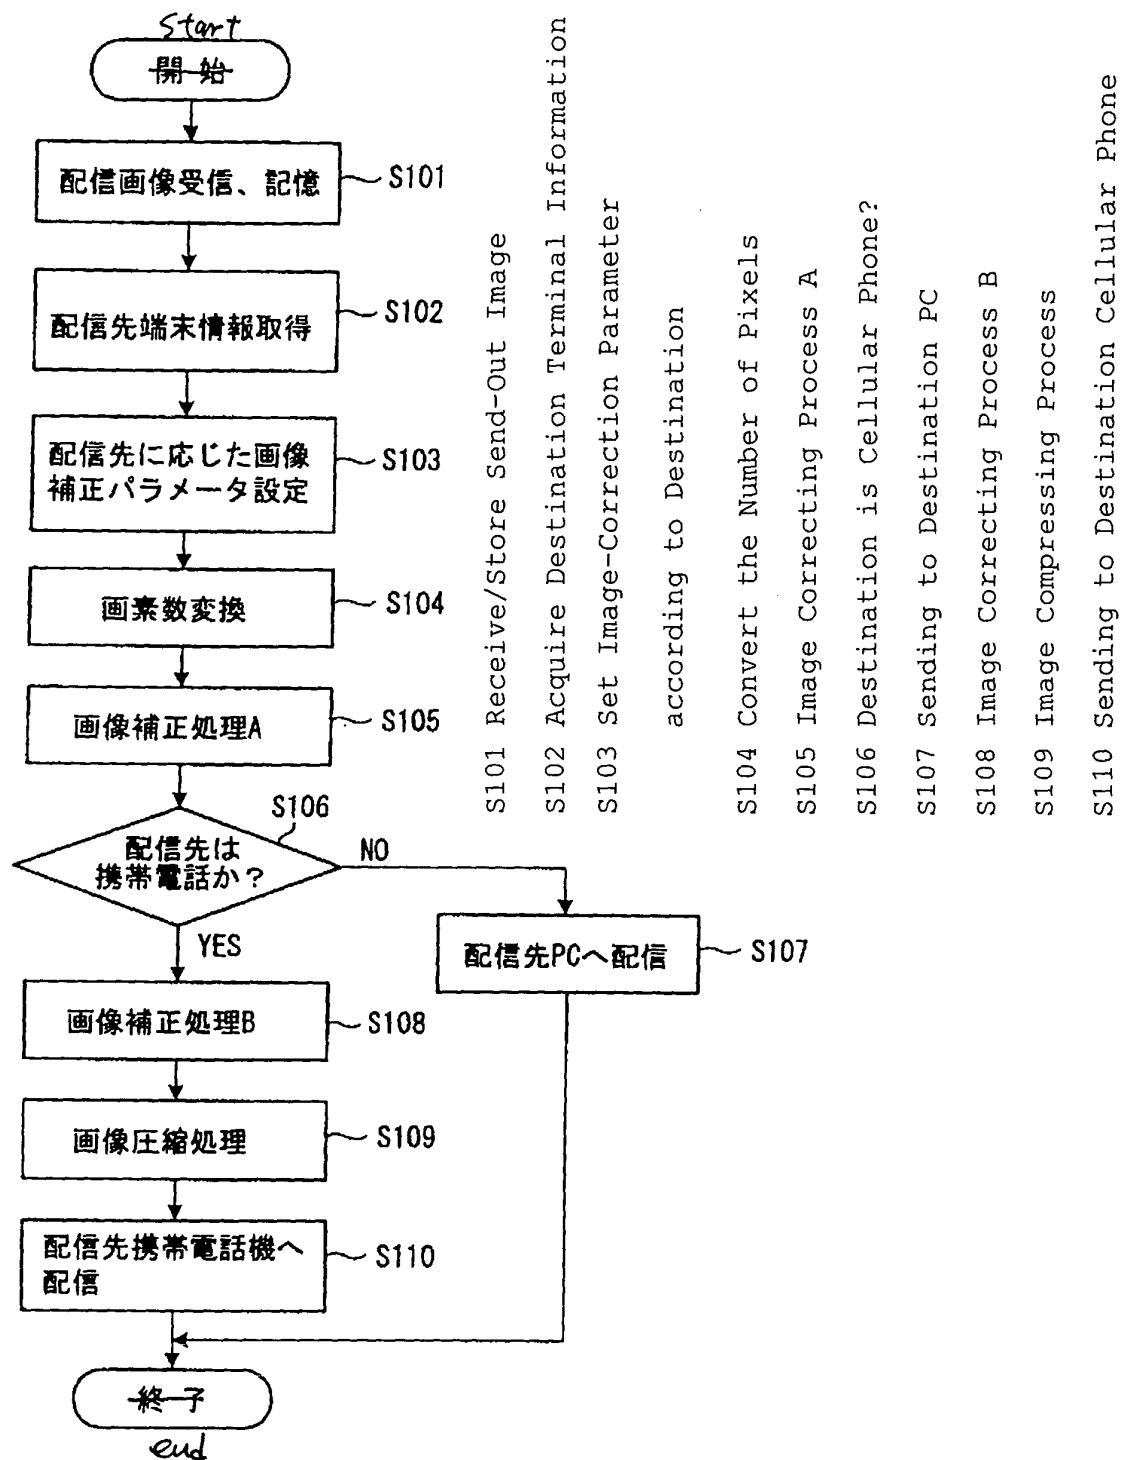 Start
開始
配信画像受信、記憶
S101
配信先端末情報取得
S102
配信先に応じた画像
補正パラメータ設定
S103
画素数変換
S104
画像補正処理A
S105
S106
配信先は
携帯電話か？
NO
YES
配信先PCへ配信
S107
画像補正処理B
S108
画像圧縮処理
S109
配信先携帯電話機へ
配信
S110
終了
end
S101 Receive/Store Send-Out Image
S102 Acquire Destination Terminal Information
S103 Set Image-Correction Parameter
according to Destination
S104 Convert the Number of Pixels
S105 Image Correcting Process A
S106 Destination is Cellular Phone?
S107 Sending to Destination PC
S108 Image Correcting Process B
S109 Image Compressing Process
S110 Sending to Destination Cellular Phone